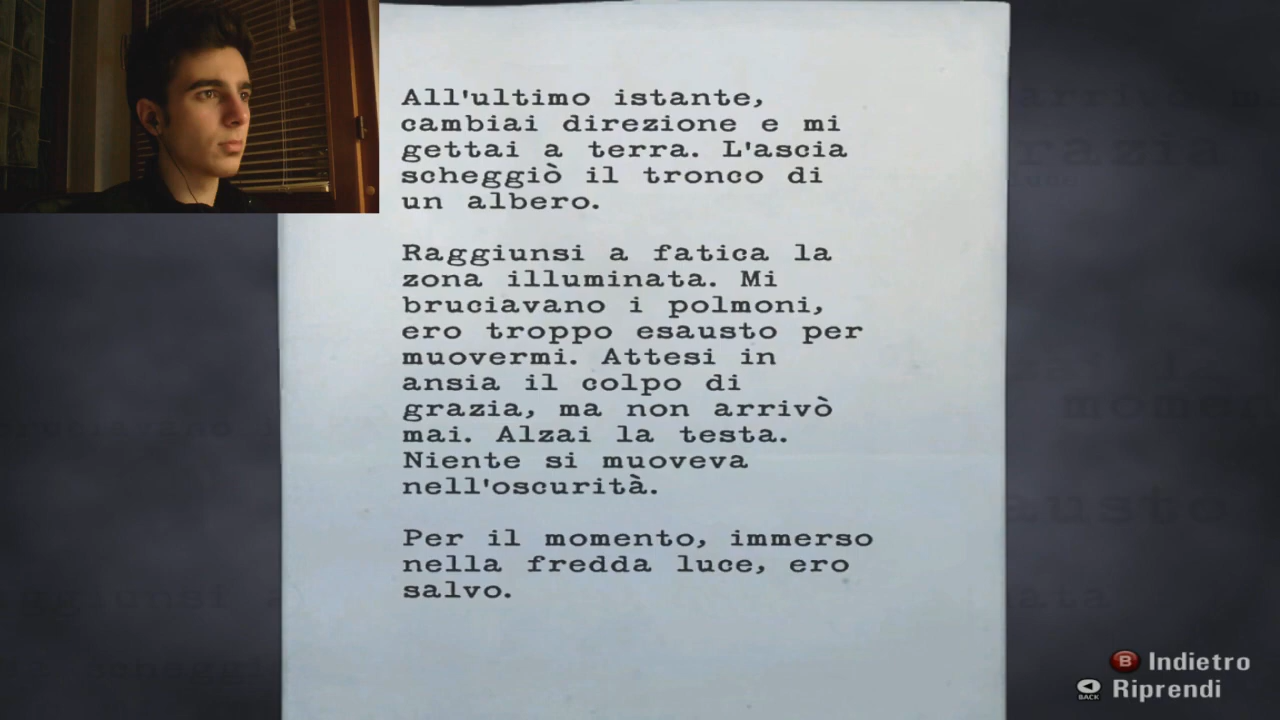 All'ultimo istante,
cambiai direzione e mi
gettai a terra. L'ascia
scheggiò il tronco di
un albero.
Raggiunsi a fatica la
zona illuminata. Mi
bruciavano i polmoni,
ero troppo esausto per
muovermi. Attesi in
ansia il colpo di
grazia, ma non arrivò
mai. Alzai la testa.
Niente si muoveva
nell'oscurità.
Per il momento, immerso
nella fredda luce, ero
salvo.
B Indietro
BACK Riprendi